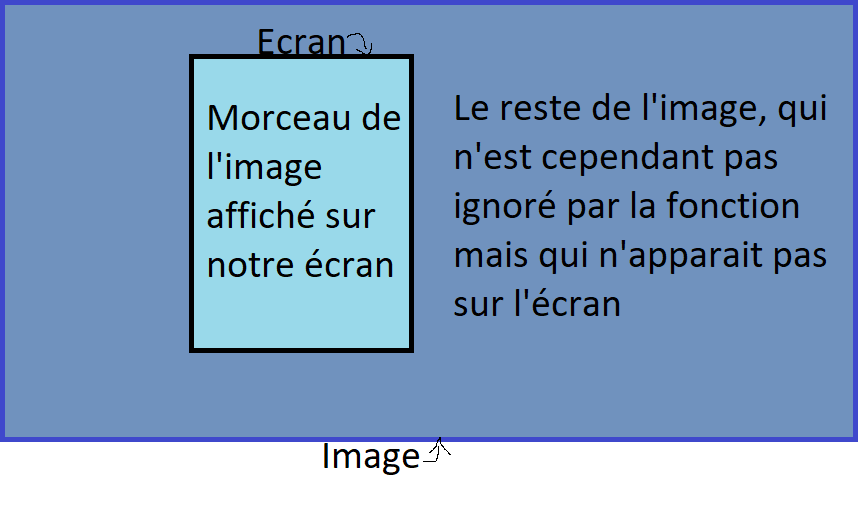 Ecran
Morceau de
l'image
affiché sur
notre écran
Le reste de l'image, qui
n'est cependant pas
ignoré par la fonction
mais qui n'apparait pas
sur l'écran
Image